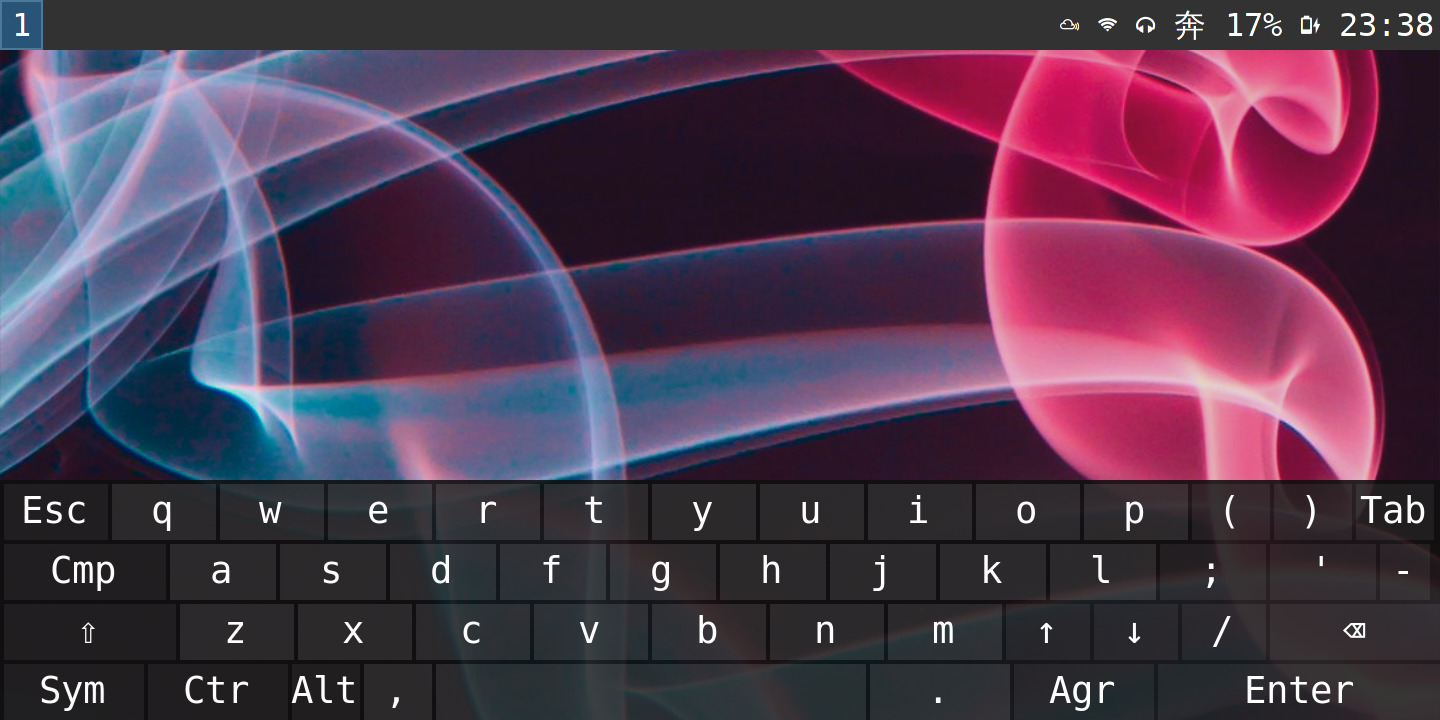 1 奔 17% 23:38
Esc q w e r t y u i o p ( ) Tab
Cmp a s d f g h j k l ; ' -
⇧ z x c v b n m ↑ ↓ / ⌫
Sym Ctr Alt , . Agr Enter